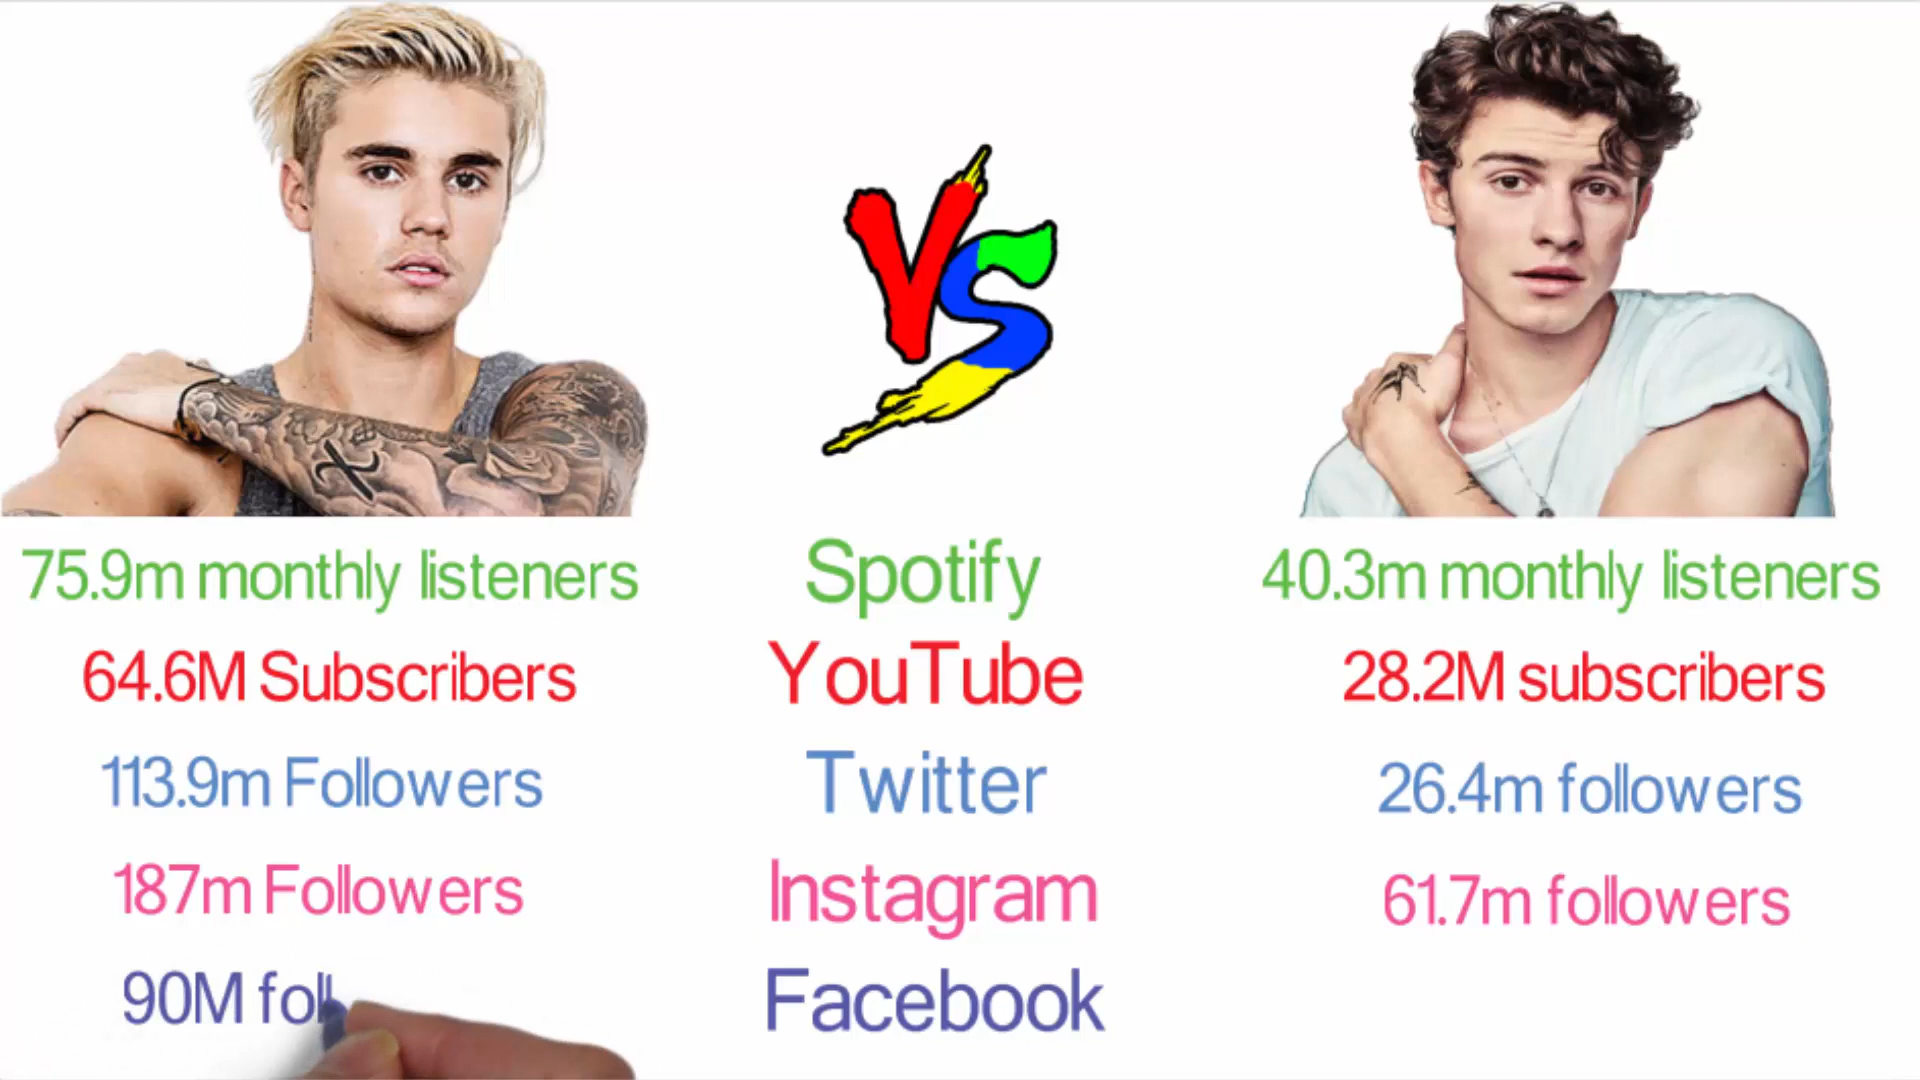 VS
75.9m monthly listeners Spotify 40.3m monthly listeners
64.6M Subscribers YouTube 28.2M subscribers
113.9m Followers Twitter 26.4m followers
187m Followers Instagram 61.7m followers
90M foll Facebook